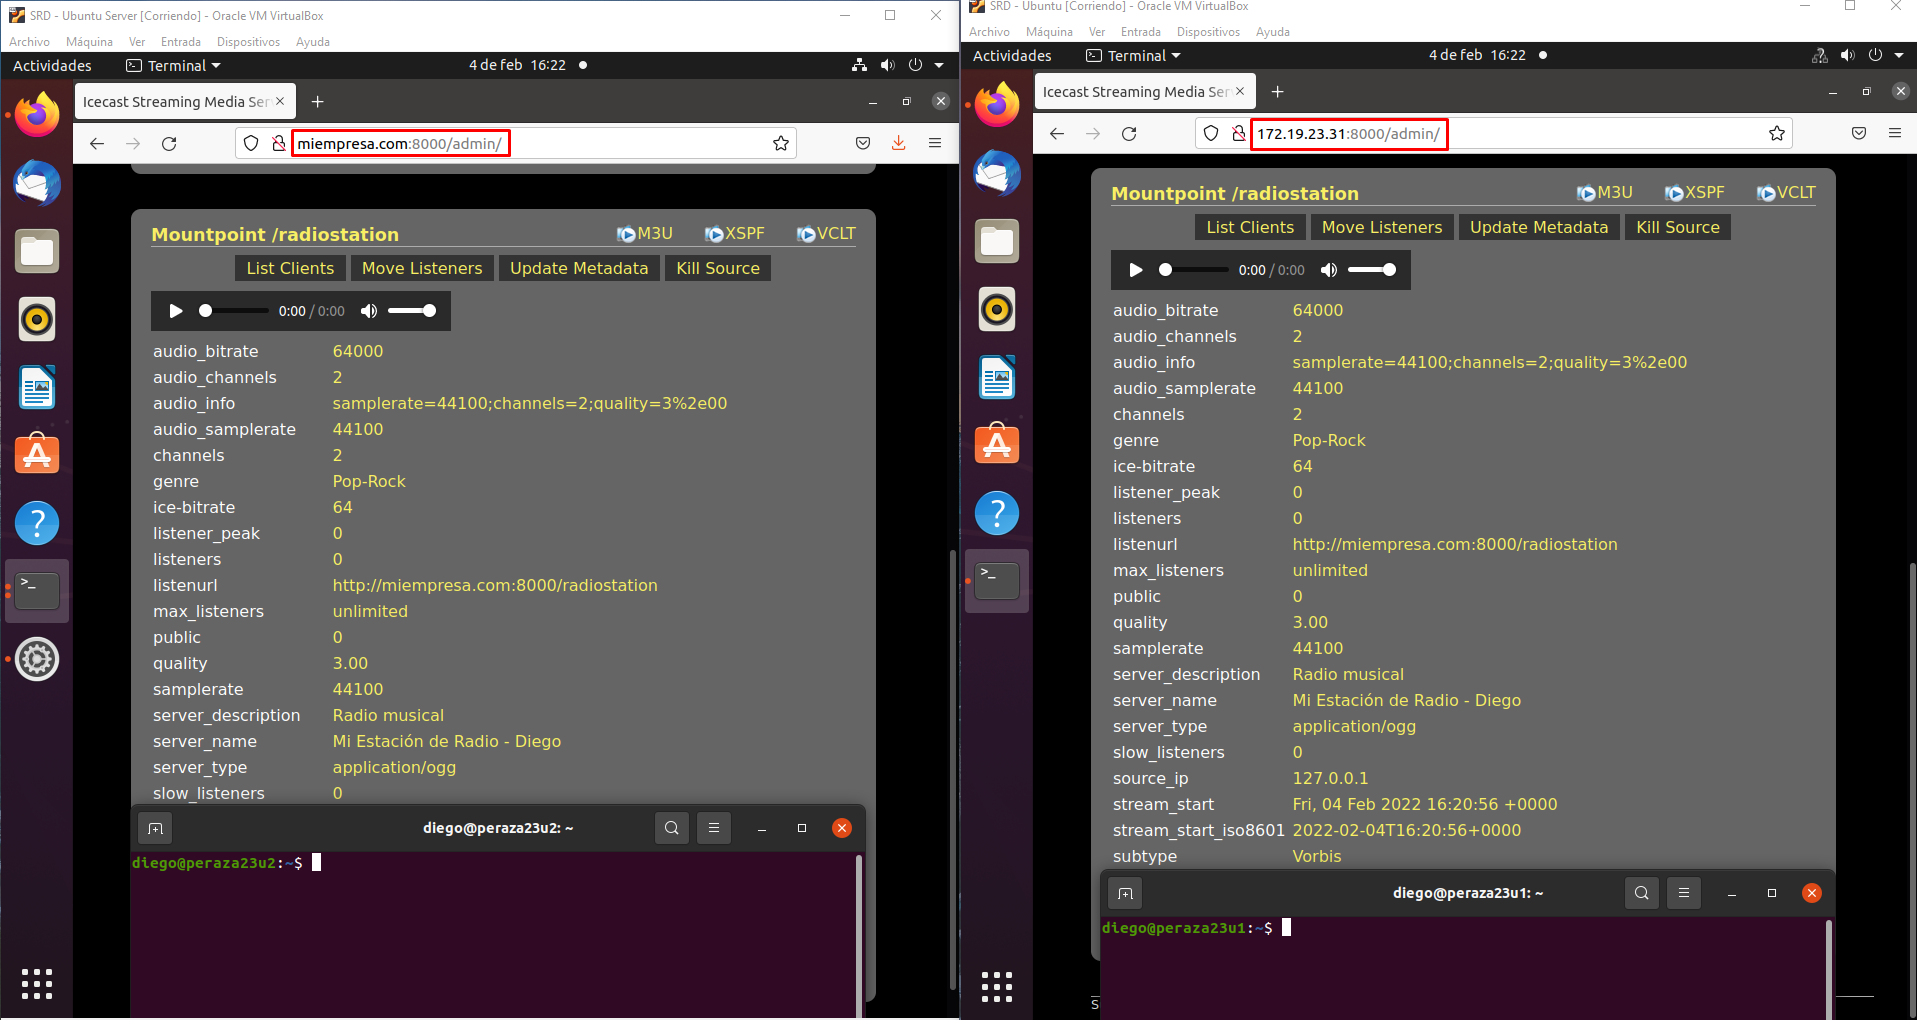 SRD - Ubuntu Server [Corriendo] - Oracle VM VirtualBox
Archivo Máquina Ver Entrada Dispositivos Ayuda
Actividades Terminal 4 de feb 16:22
Icecast Streaming Media Ser
miempresa.com:8000/admin/
Mountpoint /radiostation M3U XSPF VCLT
List Clients Move Listeners Update Metadata Kill Source
0:00 / 0:00
audio_bitrate 64000
audio_channels 2
audio_info samplerate=44100;channels=2;quality=3%2e00
audio_samplerate 44100
channels 2
genre Pop-Rock
ice-bitrate 64
listener_peak 0
listeners 0
listenurl http://miempresa.com:8000/radiostation
max_listeners unlimited
public 0
quality 3.00
samplerate 44100
server_description Radio musical
server_name Mi Estación de Radio - Diego
server_type application/ogg
slow_listeners 0
diego@peraza23u2: ~
diego@peraza23u2:~$
SRD - Ubuntu [Corriendo] - Oracle VM VirtualBox
Archivo Máquina Ver Entrada Dispositivos Ayuda
Actividades Terminal 4 de feb 16:22
Icecast Streaming Media Ser
172.19.23.31:8000/admin/
Mountpoint /radiostation M3U XSPF VCLT
List Clients Move Listeners Update Metadata Kill Source
0:00 / 0:00
audio_bitrate 64000
audio_channels 2
audio_info samplerate=44100;channels=2;quality=3%2e00
audio_samplerate 44100
channels 2
genre Pop-Rock
ice-bitrate 64
listener_peak 0
listeners 0
listenurl http://miempresa.com:8000/radiostation
max_listeners unlimited
public 0
quality 3.00
samplerate 44100
server_description Radio musical
server_name Mi Estación de Radio - Diego
server_type application/ogg
slow_listeners 0
source_ip 127.0.0.1
stream_start Fri, 04 Feb 2022 16:20:56 +0000
stream_start_iso8601 2022-02-04T16:20:56+0000
subtype Vorbis
diego@peraza23u1: ~
diego@peraza23u1:~$